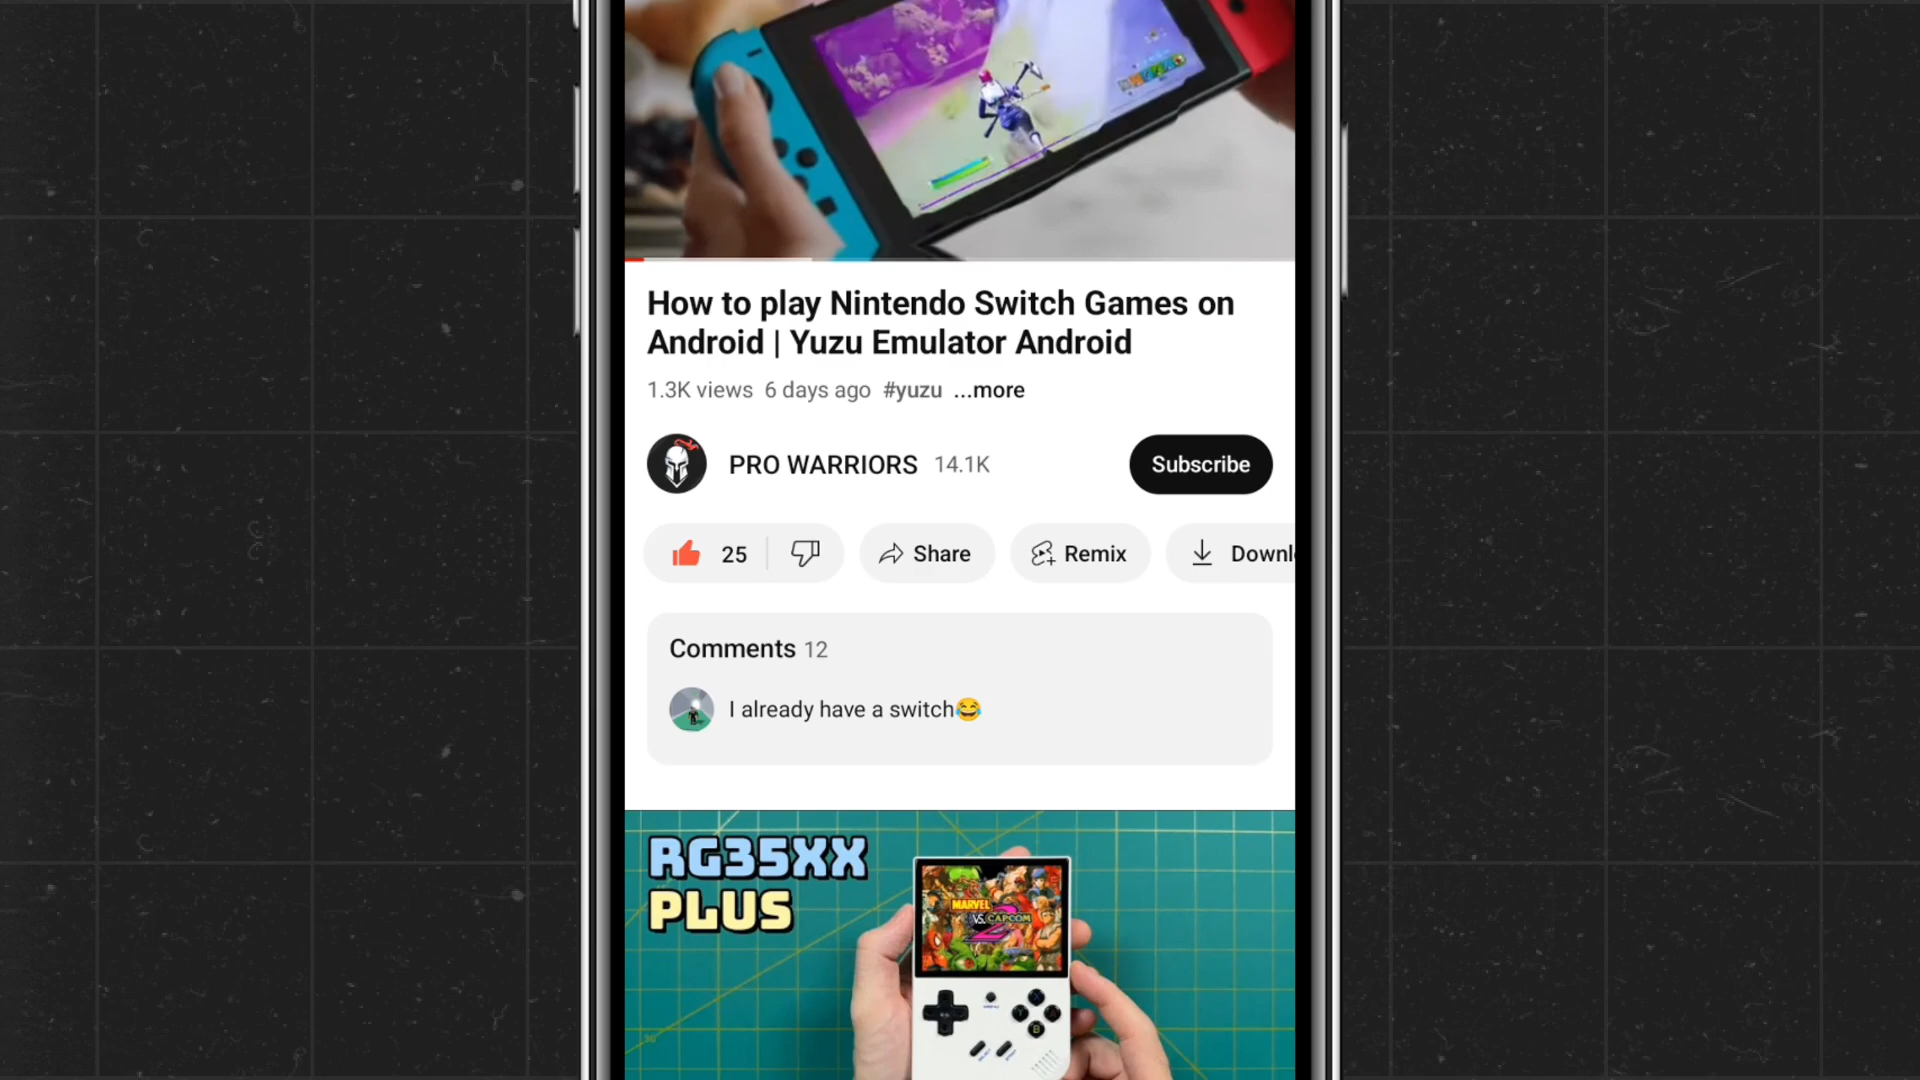 How to play Nintendo Switch Games on
Android | Yuzu Emulator Android
1.3K views 6 days ago #yuzu ...more
PRO WARRIORS 14.1K
Subscribe
25
Share
Remix
Downl
Comments 12
I already have a switch😂
RG35XX
PLUS
MARVEL
VS. CAPCOM
2